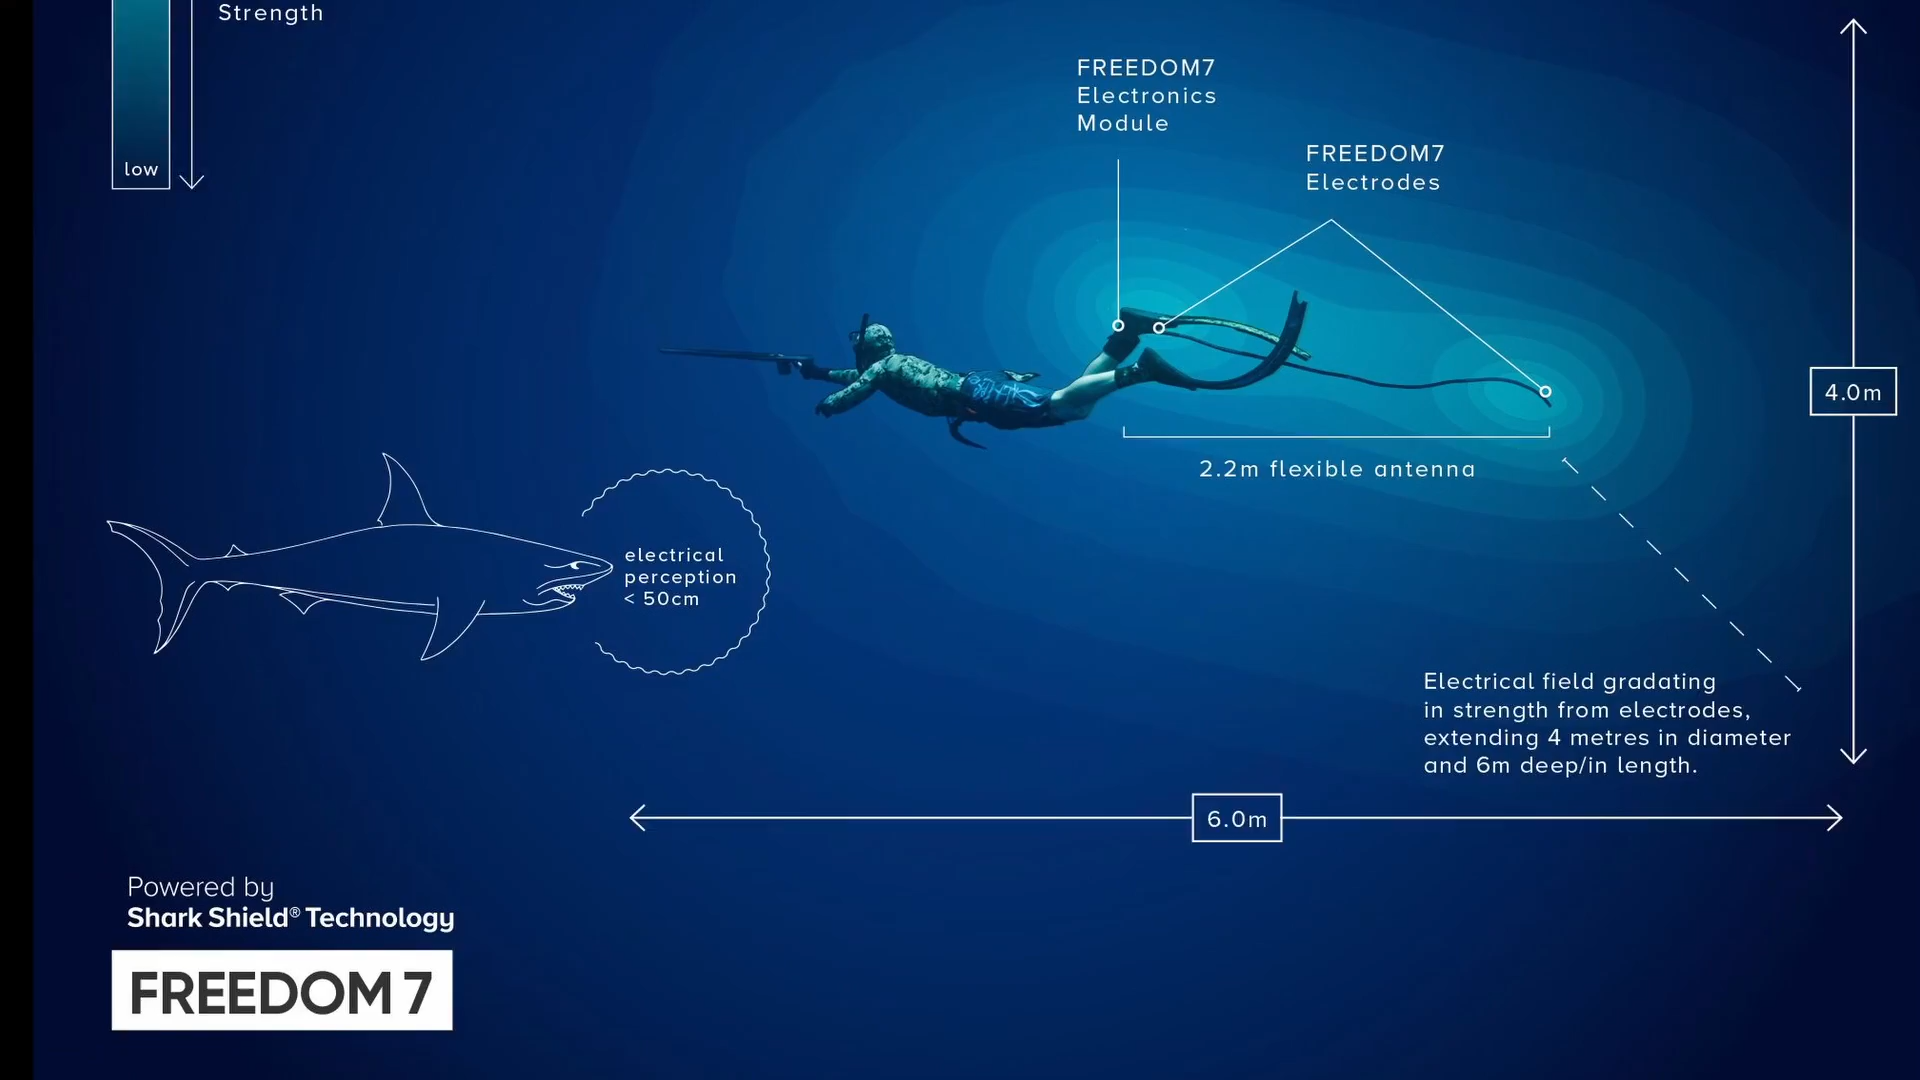 Strength
low
FREEDOM7
Electronics
Module
FREEDOM7
Electrodes
4.0m
2.2m flexible antenna
electrical
perception
< 50cm
Electrical field gradating
in strength from electrodes,
extending 4 metres in diameter
and 6m deep/in length.
6.0m
Powered by
Shark Shield® Technology
FREEDOM 7